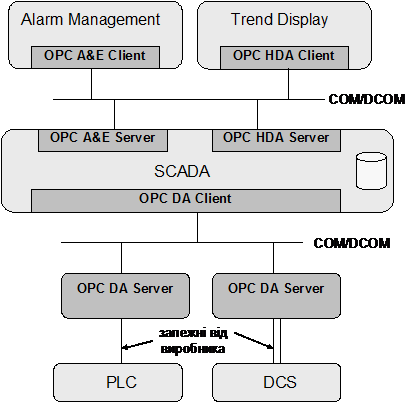 Alarm Management
Trend Display
OPC A&E Client
OPC HDA Client
COM/DCOM
OPC A&E Server
OPC HDA Server
SCADA
OPC DA Client
COM/DCOM
OPC DA Server
OPC DA Server
залежні від
виробника
PLC
DCS